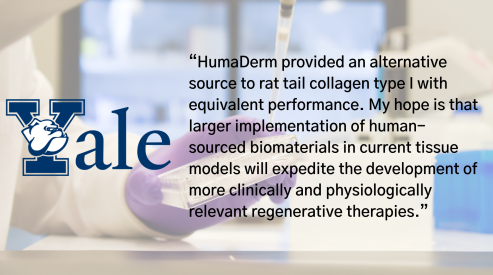 Yale
“HumaDerm provided an alternative
source to rat tail collagen type I with
equivalent performance. My hope is that
larger implementation of human–
sourced biomaterials in current tissue
models will expedite the development of
more clinically and physiologically
relevant regenerative therapies.”